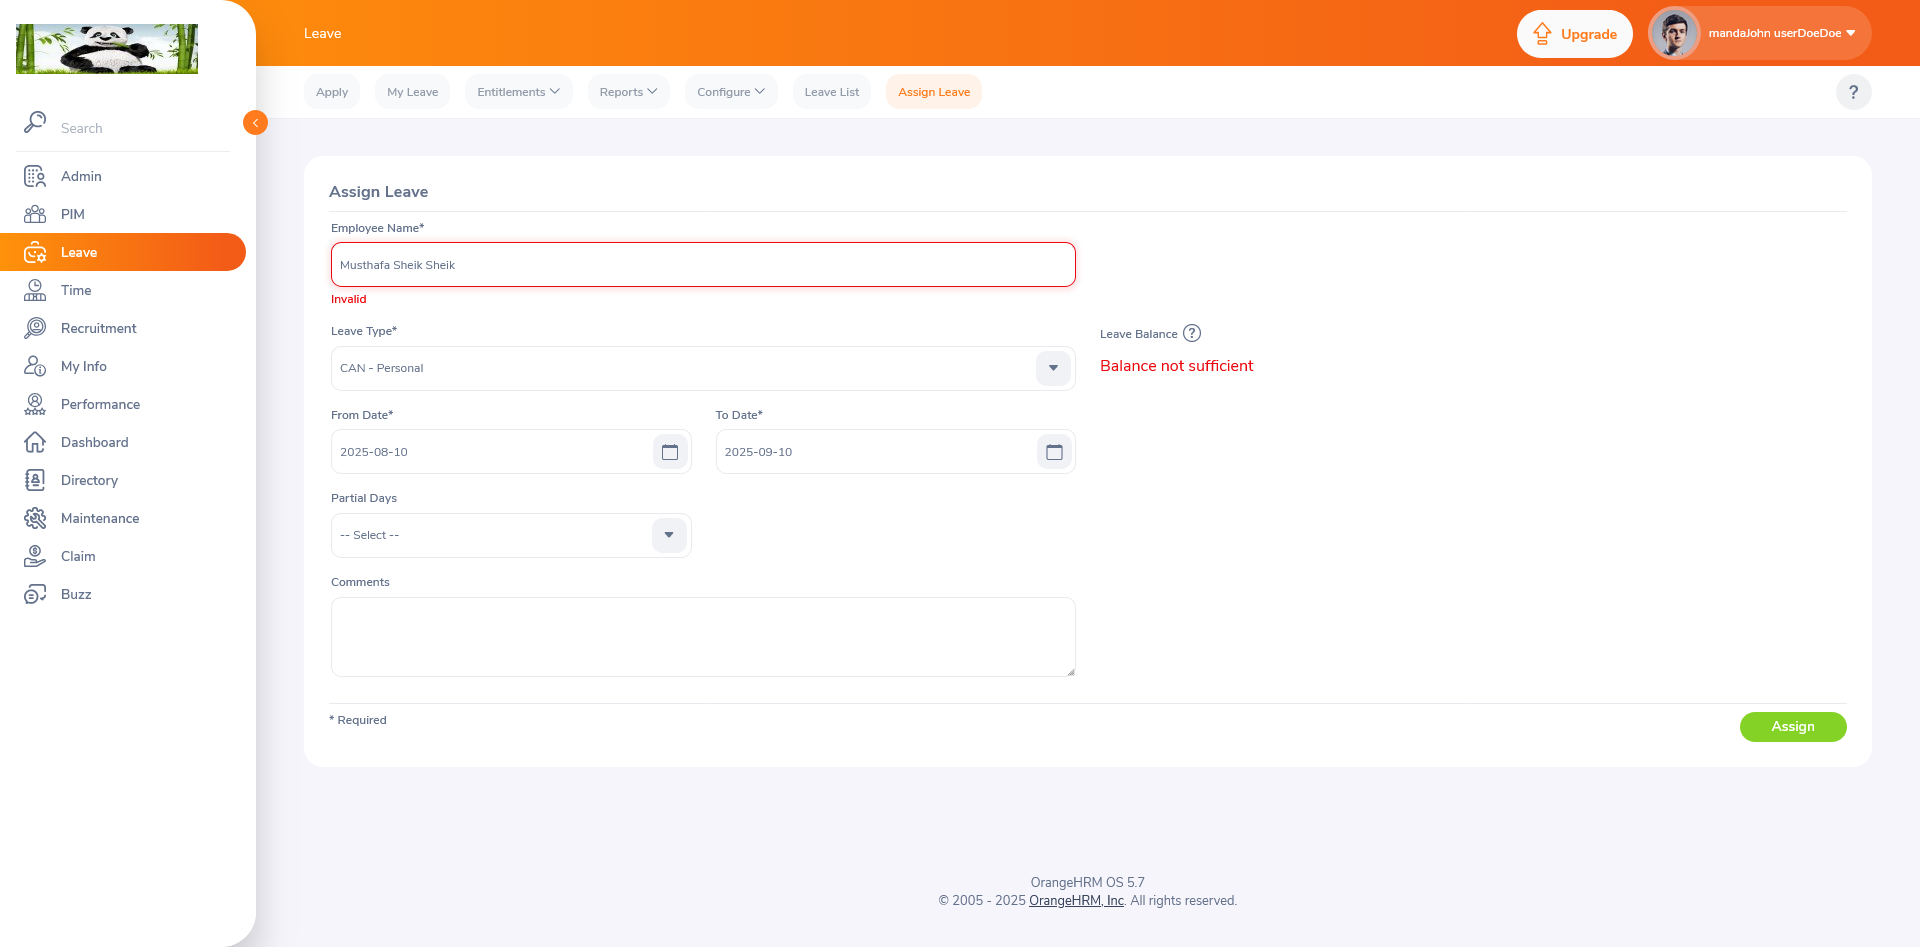 Leave
Upgrade
mandaJohn userDoeDoe
Apply
My Leave
Entitlements
Reports
Configure
Leave List
Assign Leave
?
Search
Admin
PIM
Leave
Time
Recruitment
My Info
Performance
Dashboard
Directory
Maintenance
Claim
Buzz
Assign Leave
Employee Name*
Musthafa Sheik Sheik
Invalid
Leave Type*
CAN - Personal
Leave Balance ?
Balance not sufficient
From Date*
2025-08-10
To Date*
2025-09-10
Partial Days
-- Select --
Comments
* Required
Assign
OrangeHRM OS 5.7
© 2005 - 2025 OrangeHRM, Inc. All rights reserved.